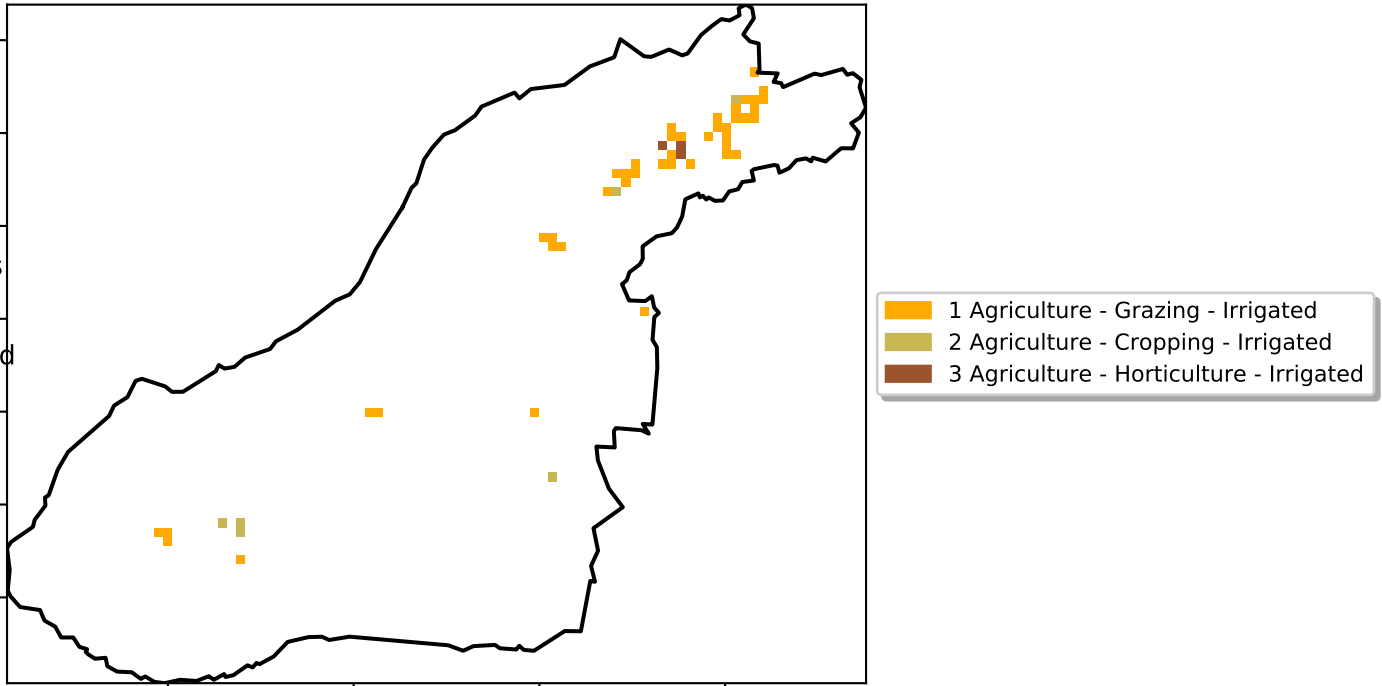 1 Agriculture - Grazing - Irrigated
2 Agriculture - Cropping - Irrigated
3 Agriculture - Horticulture - Irrigated
d